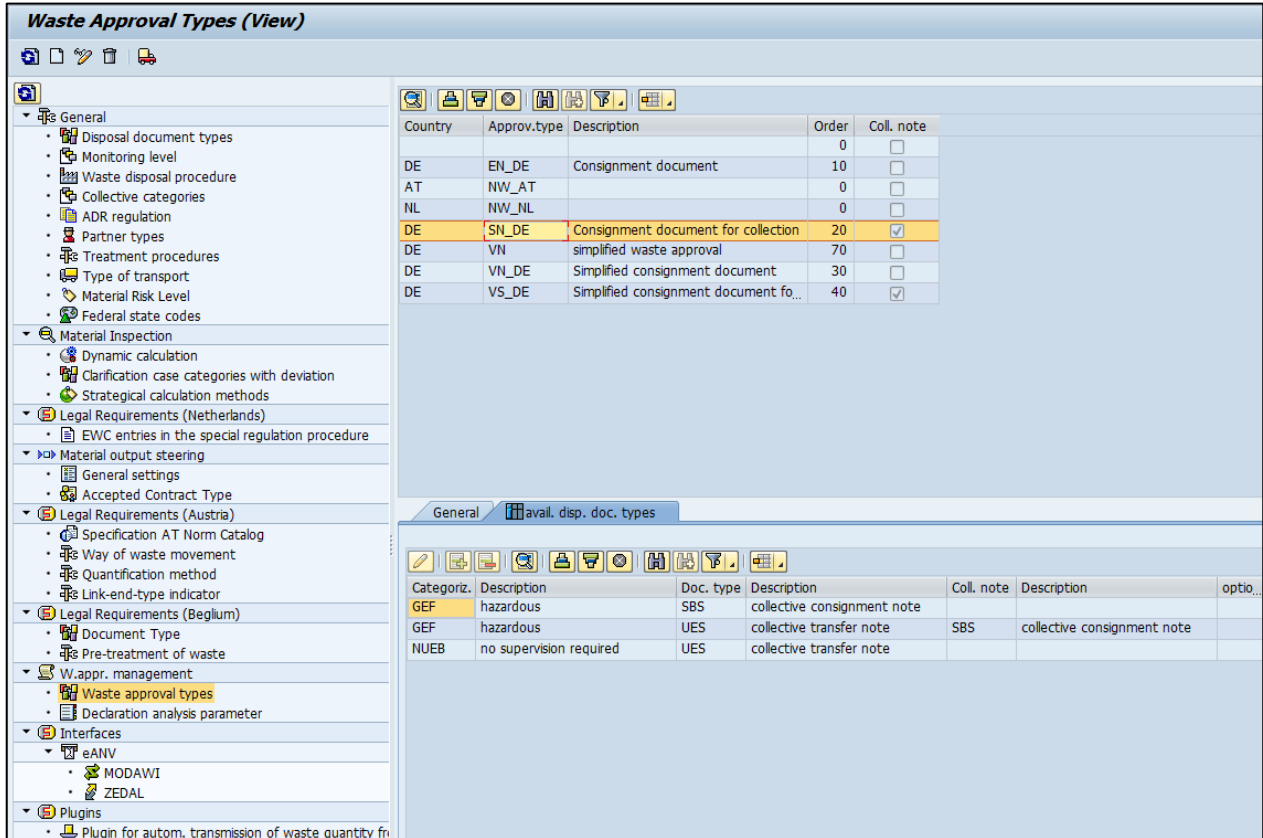 Waste Approval Types (View)
General
Disposal document types
Monitoring level
Waste disposal procedure
Collective categories
ADR regulation
Partner types
Treatment procedures
Type of transport
Material Risk Level
Federal state codes
Material Inspection
Dynamic calculation
Clarification case categories with deviation
Strategical calculation methods
Legal Requirements (Netherlands)
EWC entries in the special regulation procedure
Material output steering
General settings
Accepted Contract Type
Legal Requirements (Austria)
Specification AT Norm Catalog
Way of waste movement
Quantification method
Link-end-type indicator
Legal Requirements (Beglium)
Document Type
Pre-treatment of waste
W.appr. management
Waste approval types
Declaration analysis parameter
Interfaces
eANV
MODAWI
ZEDAL
Plugins
Plugin for autom. transmission of waste quantity fr
Country Approv.type Description Order Coll. note
0
DE EN_DE Consignment document 10
AT NW_AT 0
NL NW_NL 0
DE SN_DE Consignment document for collection 20
DE VN simplified waste approval 70
DE VN_DE Simplified consignment document 30
DE VS_DE Simplified consignment document fo... 40
General avail. disp. doc. types
Categoriz. Description Doc. type Description Coll. note Description optio...
GEF hazardous SBS collective consignment note
GEF hazardous UES collective transfer note SBS collective consignment note
NUEB no supervision required UES collective transfer note